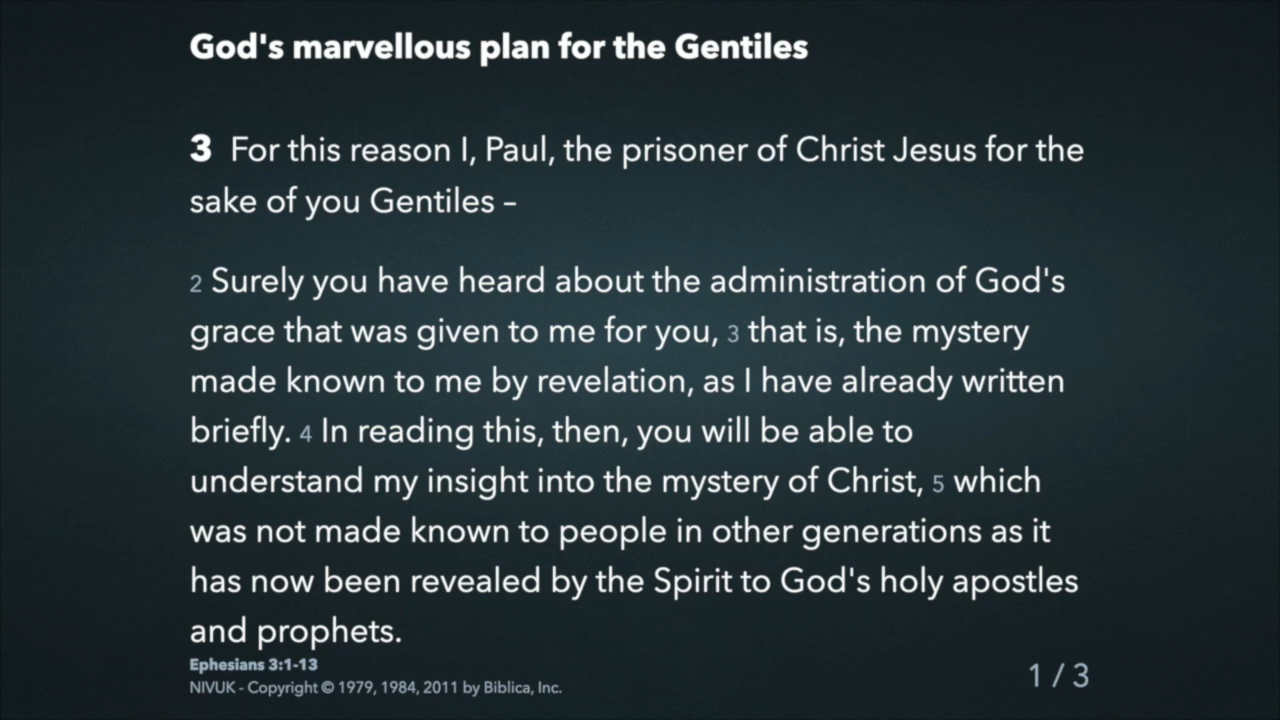 God's marvellous plan for the Gentiles
3 For this reason I, Paul, the prisoner of Christ Jesus for the
sake of you Gentiles –
2 Surely you have heard about the administration of God's
grace that was given to me for you, 3 that is, the mystery
made known to me by revelation, as I have already written
briefly. 4 In reading this, then, you will be able to
understand my insight into the mystery of Christ, 5 which
was not made known to people in other generations as it
has now been revealed by the Spirit to God's holy apostles
and prophets.
Ephesians 3:1-13
NIVUK - Copyright © 1979, 1984, 2011 by Biblica, Inc.
1 / 3